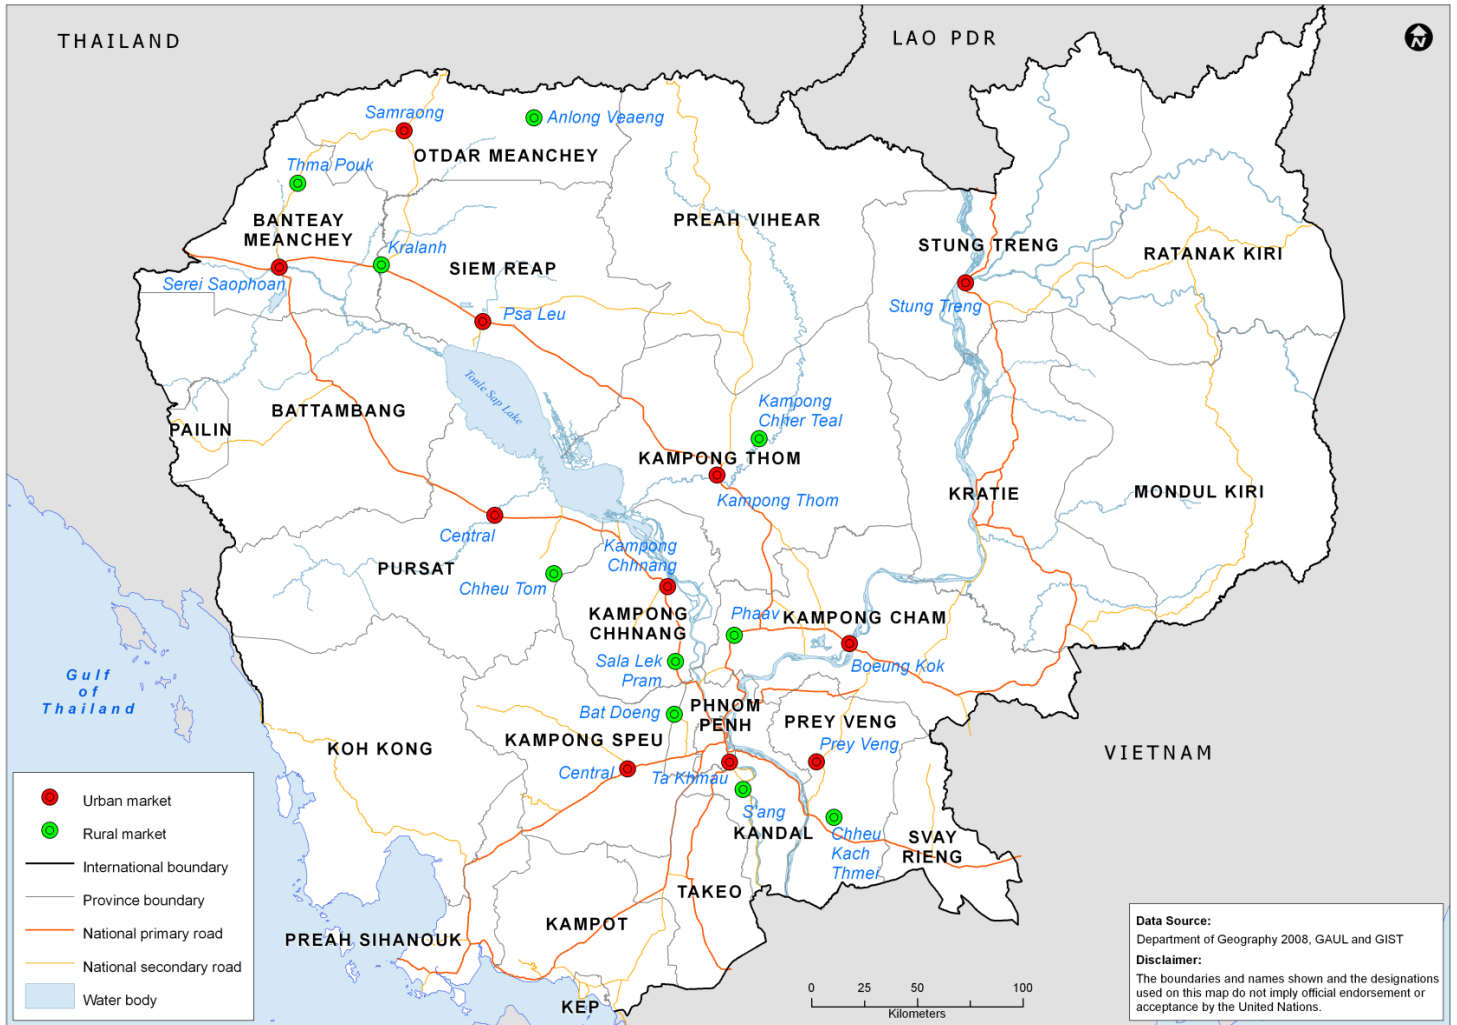 THAILAND
LAO PDR
N
Samraong
Anlong Veaeng
OTDAR MEANCHEY
Thma Pouk
BANTEAY
MEANCHEY
PREAH VIHEAR
Kralanh
SIEM REAP
STUNG TRENG
RATANAK KIRI
Serei Saophoan
Psa Leu
Stung Treng
Tonle Sap Lake
BATTAMBANG
PAILIN
Kampong
Chher Teal
KAMPONG THOM
Kampong Thom
KRATIE
MONDUL KIRI
Central
Kampong
Chhnang
PURSAT
Chheu Tom
KAMPONG
CHHNANG
Phaav
KAMPONG CHAM
Sala Lek
Pram
Boeung Kok
Gulf
of
Thailand
Bat Doeng
PHNOM
PENH
PREY VENG
KOH KONG
KAMPONG SPEU
Prey Veng
VIETNAM
Central
Ta Khmau
S'ang
KANDAL
Chheu
Kach
Thmei
SVAY
RIENG
TAKEO
KAMPOT
PREAH SIHANOUK
KEP
Urban market
Rural market
International boundary
Province boundary
National primary road
National secondary road
Water body
0 25 50 100
Kilometers
Data Source:
Department of Geography 2008, GAUL and GIST
Disclaimer:
The boundaries and names shown and the designations
used on this map do not imply official endorsement or
acceptance by the United Nations.